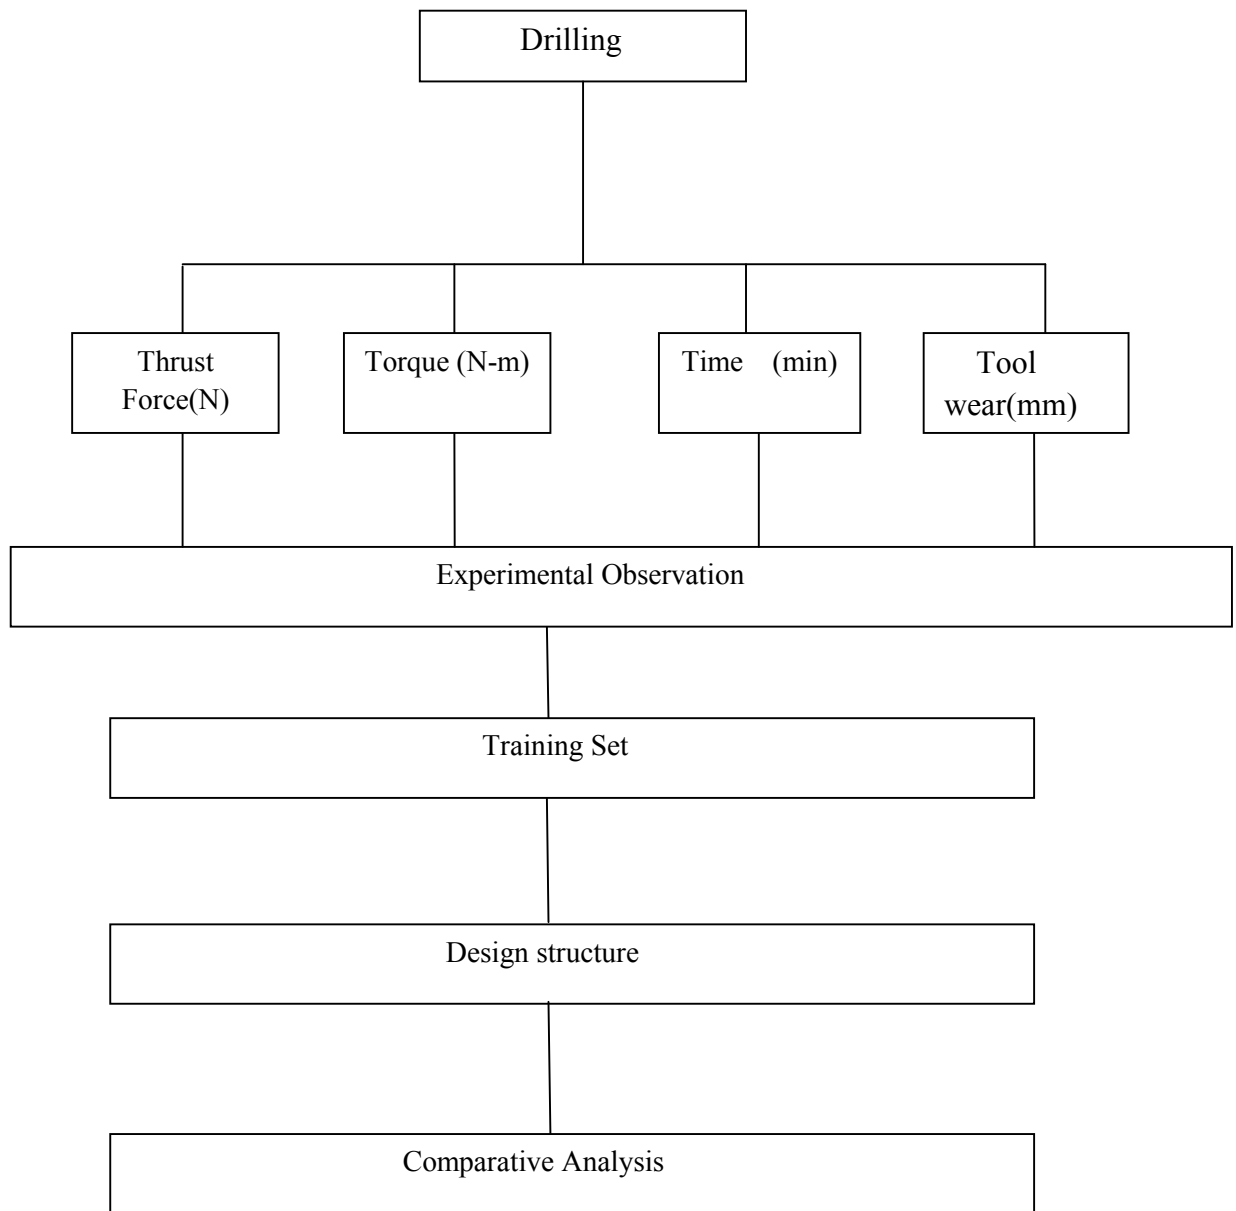 Drilling
Thrust
Force(N)
Torque (N-m)
Time (min)
Tool
wear(mm)
Experimental Observation
Training Set
Design structure
Comparative Analysis